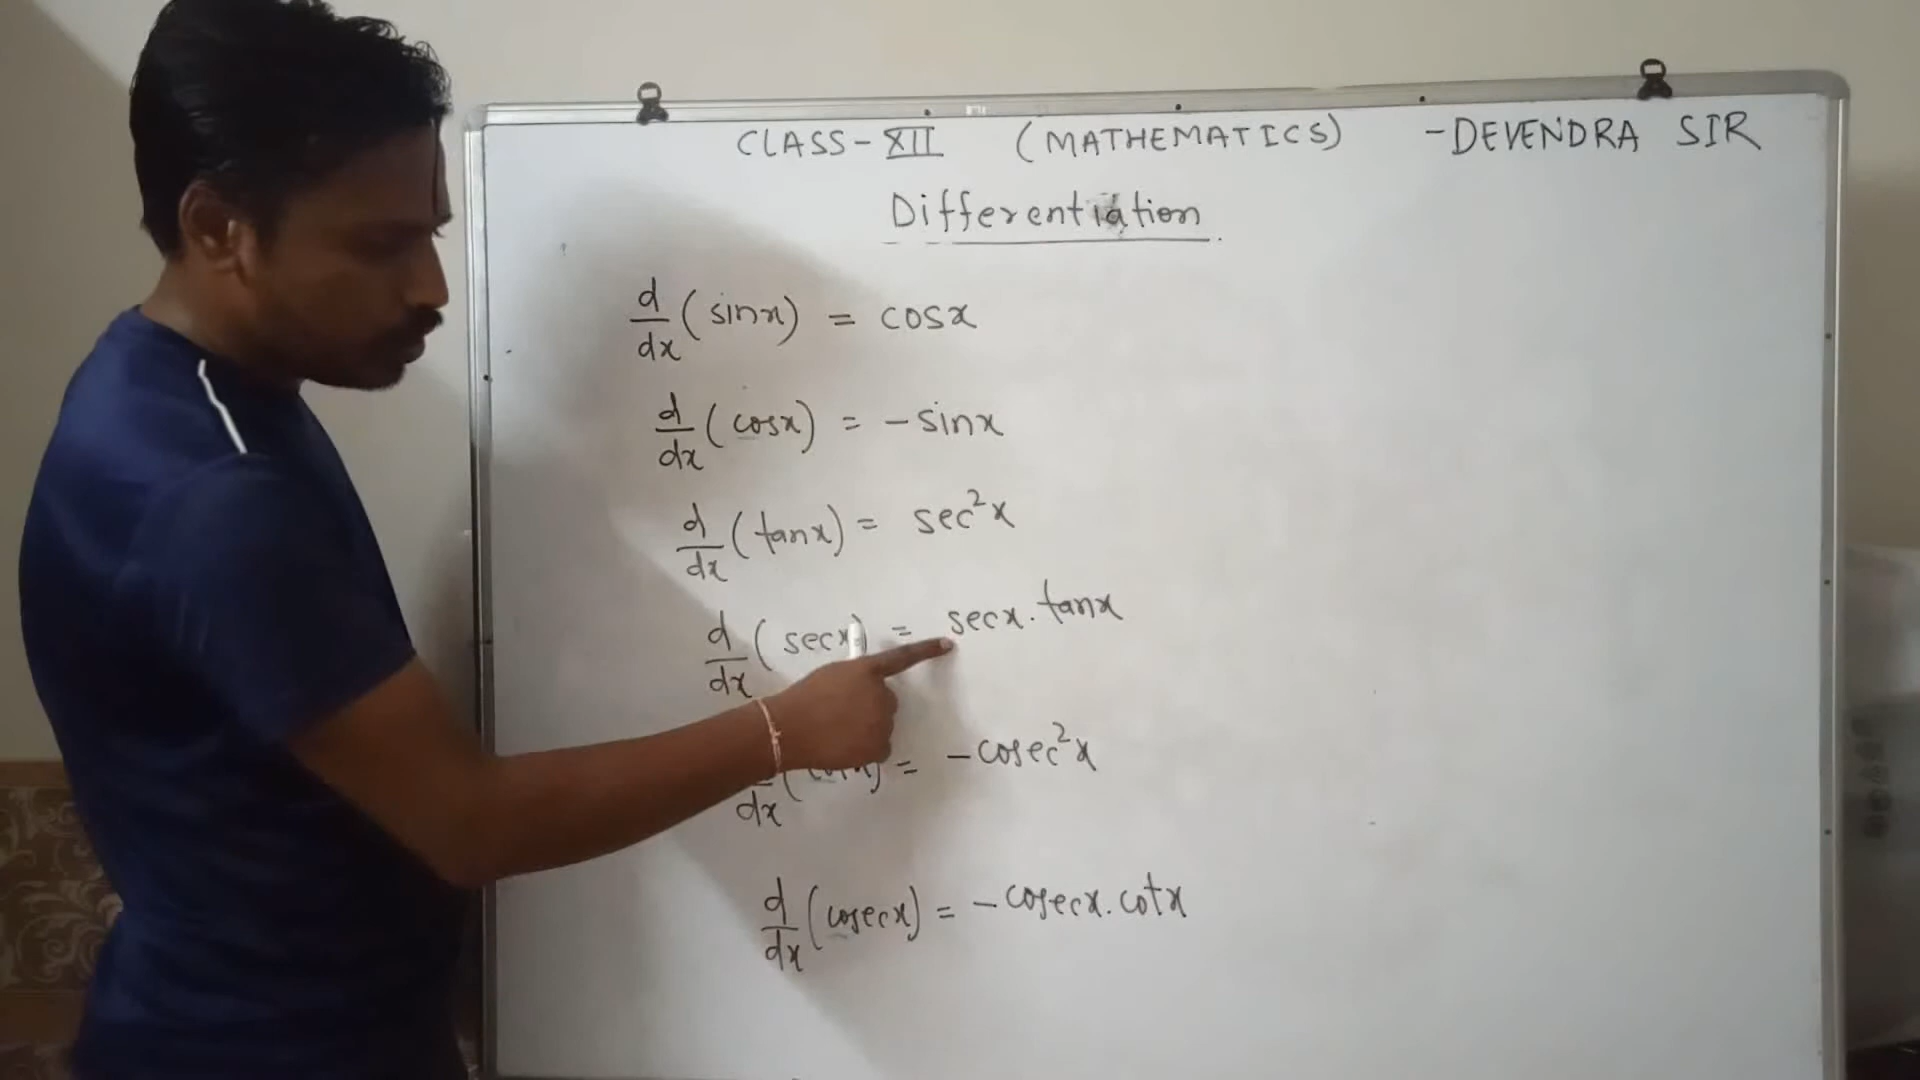 CLASS-XII (MATHEMATICS) -DEVENDRA SIR
Differentiation
d/dx (sinx) = cosx
d/dx (cosx) = -sinx
d/dx (tanx) = sec²x
d/dx (secx) = secx.tanx
dx = -cosec²x
d/dx (cosecx) = -cosecx.cotx